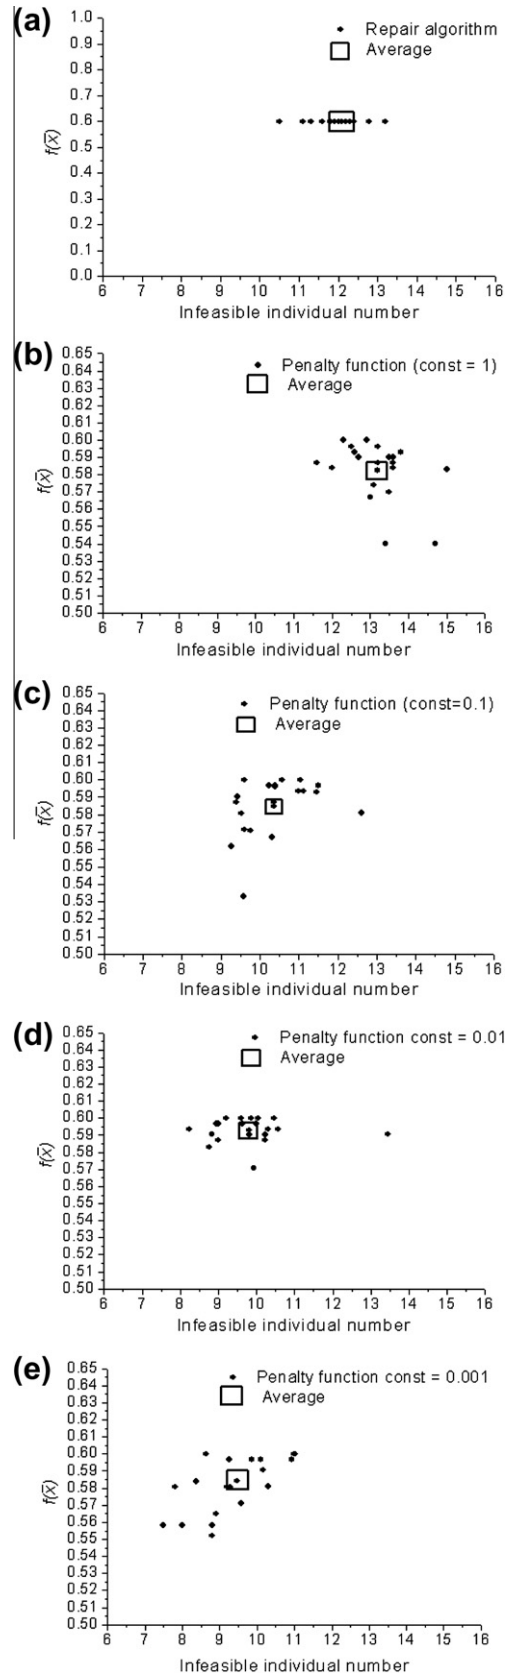 (a)
1.0
0.9
0.8
0.7
0.6
0.5
0.4
0.3
0.2
0.1
0.0
f(x̄)
Repair algorithm
Average
6 7 8 9 10 11 12 13 14 15 16
Infeasible individual number
(b)
0.65
0.64
0.63
0.62
0.61
0.60
0.59
0.58
0.57
0.56
0.55
0.54
0.53
0.52
0.51
0.50
f(x̄)
Penalty function (const = 1)
Average
6 7 8 9 10 11 12 13 14 15 16
Infeasible individual number
(c)
0.65
0.64
0.63
0.62
0.61
0.60
0.59
0.58
0.57
0.56
0.55
0.54
0.53
0.52
0.51
0.50
f(x̄)
Penalty function (const=0.1)
Average
6 7 8 9 10 11 12 13 14 15 16
Infeasible individual number
(d)
0.65
0.64
0.63
0.62
0.61
0.60
0.59
0.58
0.57
0.56
0.55
0.54
0.53
0.52
0.51
0.50
f(x̄)
Penalty function const = 0.01
Average
6 7 8 9 10 11 12 13 14 15 16
Infeasible individual number
(e)
0.65
0.64
0.63
0.62
0.61
0.60
0.59
0.58
0.57
0.56
0.55
0.54
0.53
0.52
0.51
0.50
f(x̄)
Penalty function const = 0.001
Average
6 7 8 9 10 11 12 13 14 15 16
Infeasible individual number